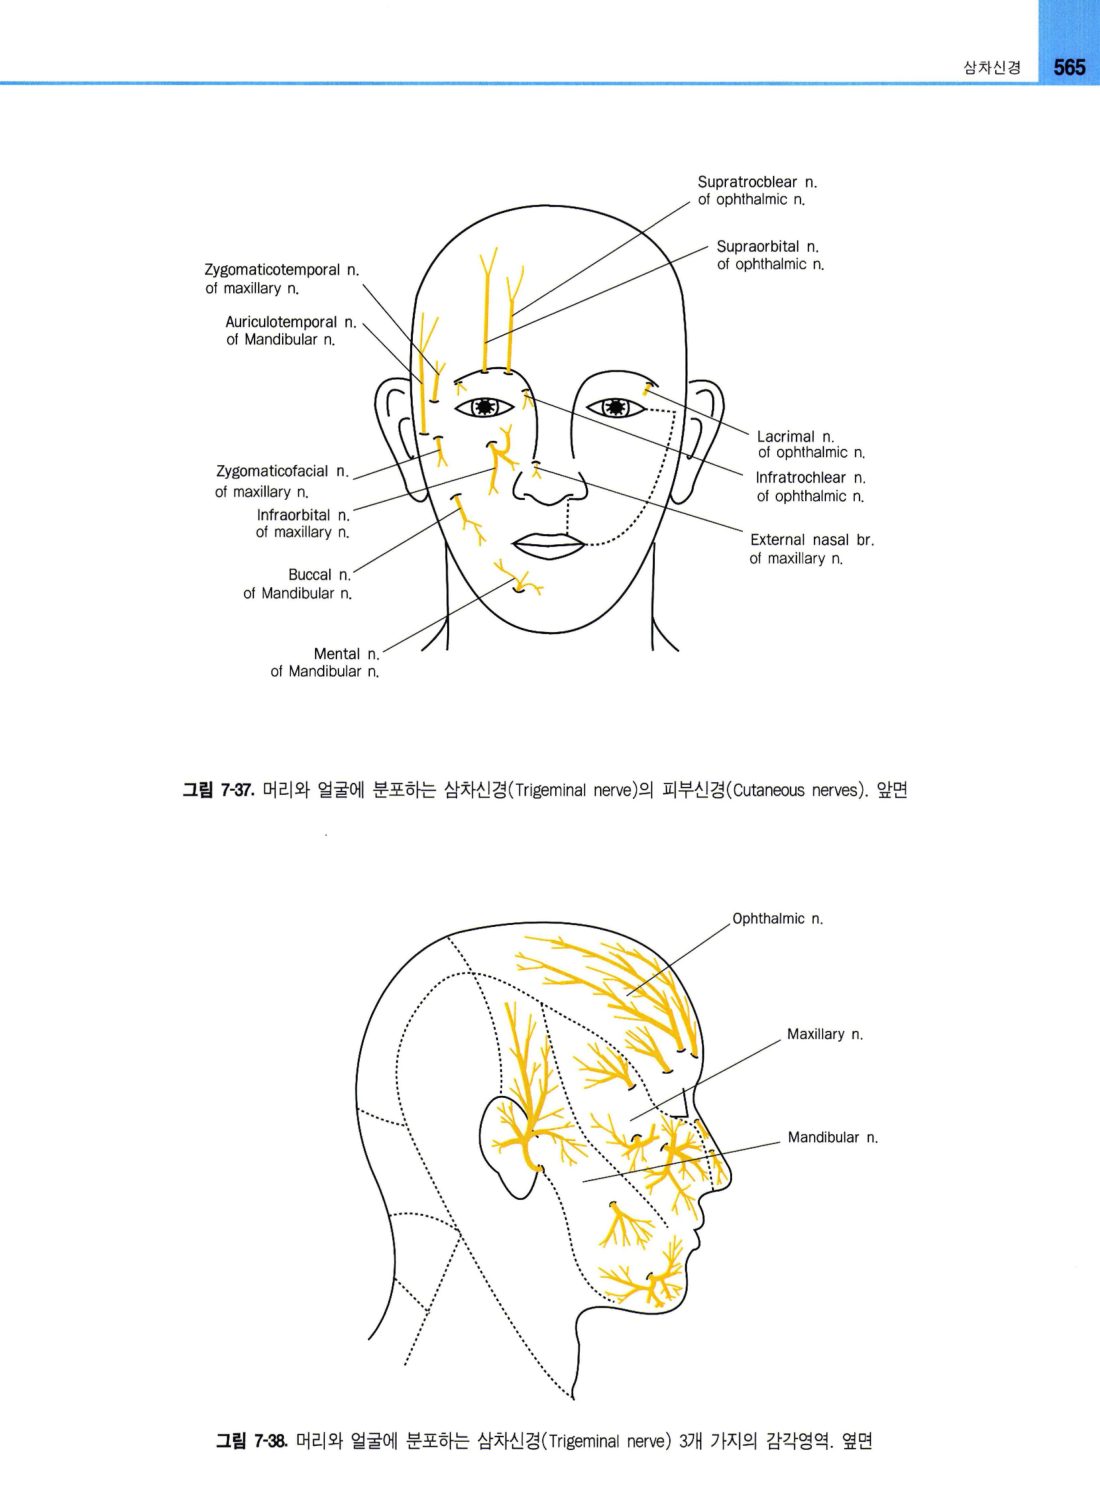 삼차신경 565
Supratrocblear n.
of ophthalmic n.
Supraorbital n.
of ophthalmic n.
Zygomaticotemporal n.
of maxillary n.
Auriculotemporal n.
of Mandibular n.
Lacrimal n.
of ophthalmic n.
Zygomaticofacial n.
of maxillary n.
Infratrochlear n.
of ophthalmic n.
Infraorbital n.
of maxillary n.
External nasal br.
of maxillary n.
Buccal n.
of Mandibular n.
Mental n.
of Mandibular n.
그림 7-37. 머리와 얼굴에 분포하는 삼차신경(Trigeminal nerve)의 피부신경(Cutaneous nerves). 앞면
Ophthalmic n.
Maxillary n.
Mandibular n.
그림 7-38. 머리와 얼굴에 분포하는 삼차신경(Trigeminal nerve) 3개 가지의 감각영역. 옆면